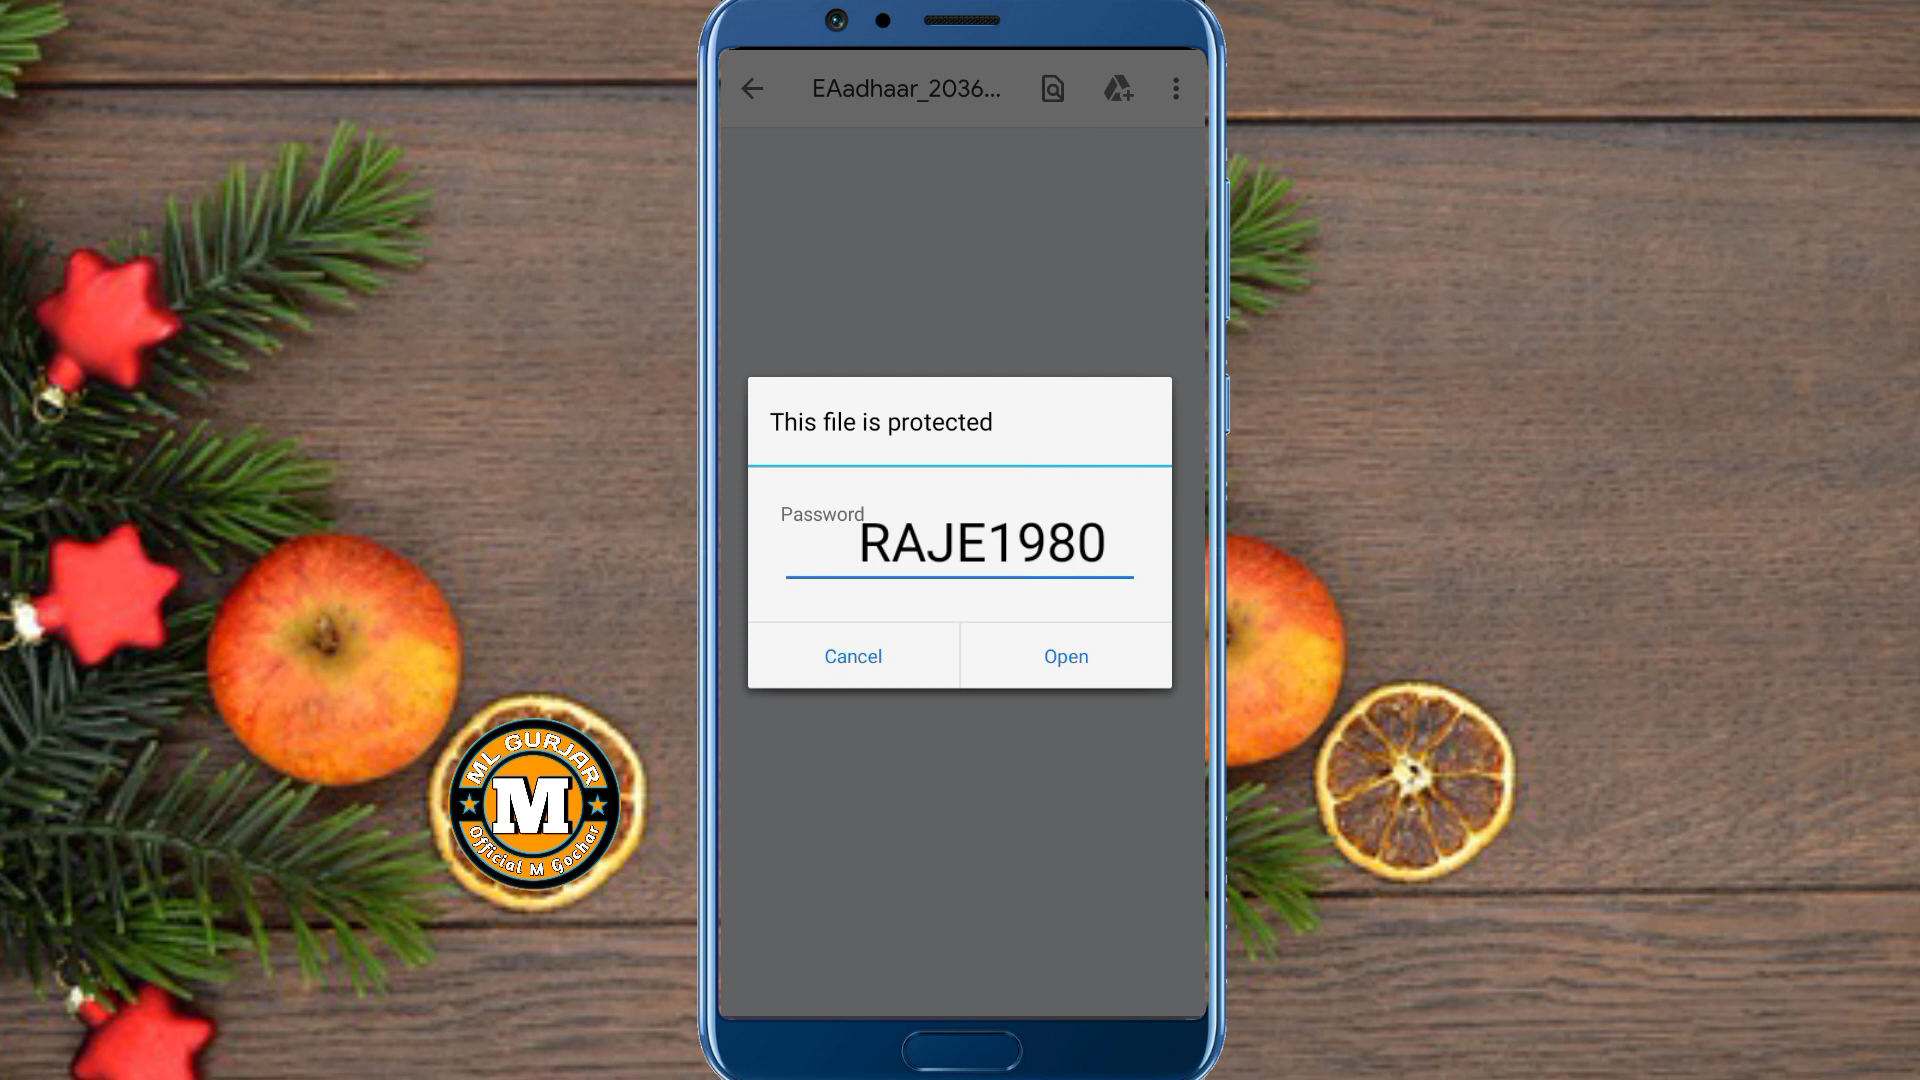 EAadhaar_2036...
This file is protected
Password
RAJE1980
Cancel
Open
ML GURJAR
M
Official M Gochar